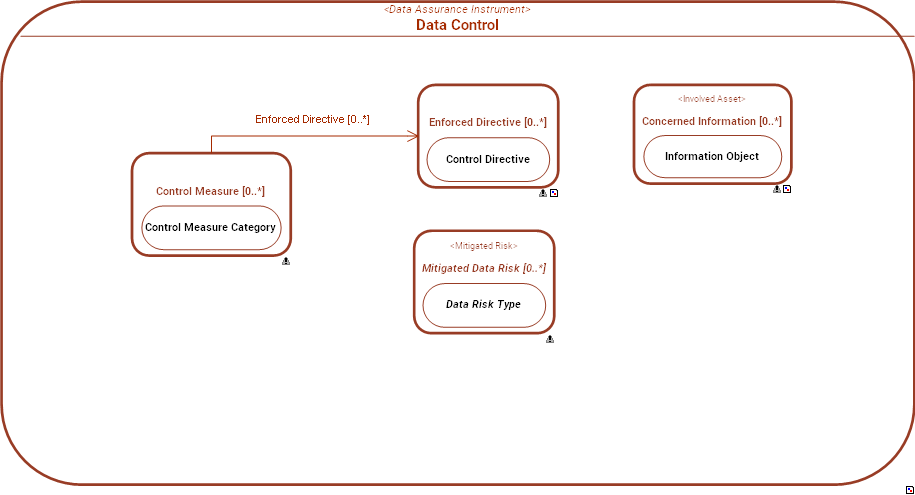 <Data Assurance Instrument>
Data Control
Enforced Directive [0..*]
Enforced Directive [0..*]
Control Directive
<Involved Asset>
Concerned Information [0..*]
Information Object
Control Measure [0..*]
Control Measure Category
<Mitigated Risk>
Mitigated Data Risk [0..*]
Data Risk Type